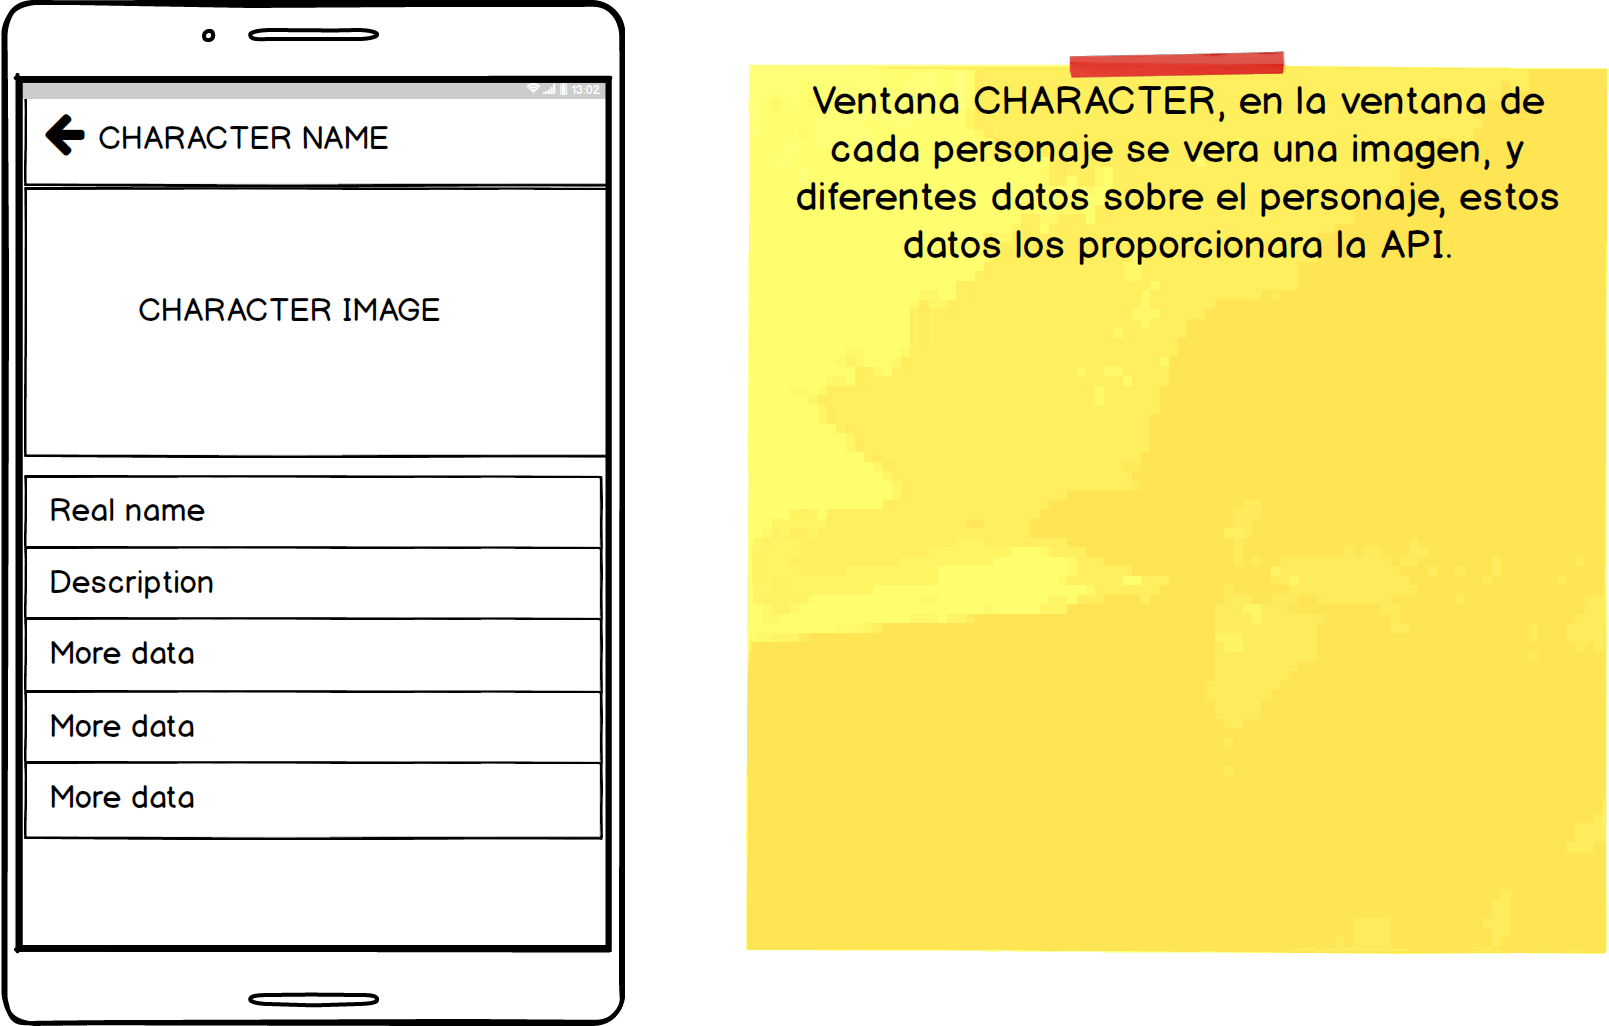 13:02
CHARACTER NAME
CHARACTER IMAGE
Real name
Description
More data
More data
More data
Ventana CHARACTER, en la ventana de
cada personaje se vera una imagen, y
diferentes datos sobre el personaje, estos
datos los proporcionara la API.